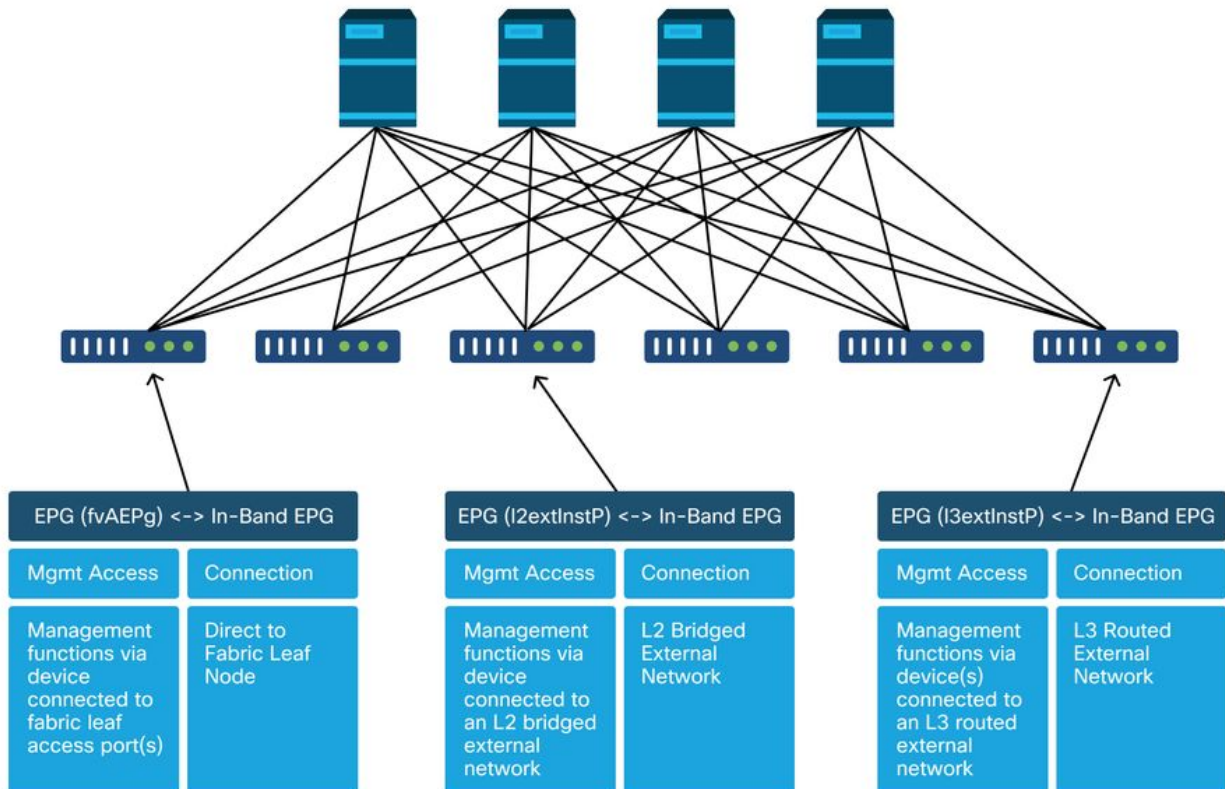 EPG (fvAEPg) <-> In-Band EPG
Mgmt Access
Connection
Management
functions via
device
connected to
fabric leaf
access port(s)
Direct to
Fabric Leaf
Node
EPG (l2extInstP) <-> In-Band EPG
Mgmt Access
Connection
Management
functions via
device
connected to
an L2 bridged
external
network
L2 Bridged
External
Network
EPG (l3extInstP) <-> In-Band EPG
Mgmt Access
Connection
Management
functions via
device(s)
connected to
an L3 routed
external
network
L3 Routed
External
Network